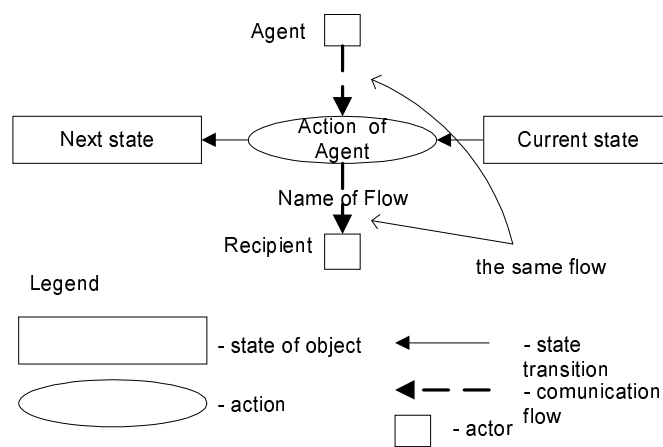 Agent
Action of
Agent
Next state
Current state
Name of Flow
Recipient
the same flow
Legend
- state of object
- state
transition
- comunication
flow
- action
- actor